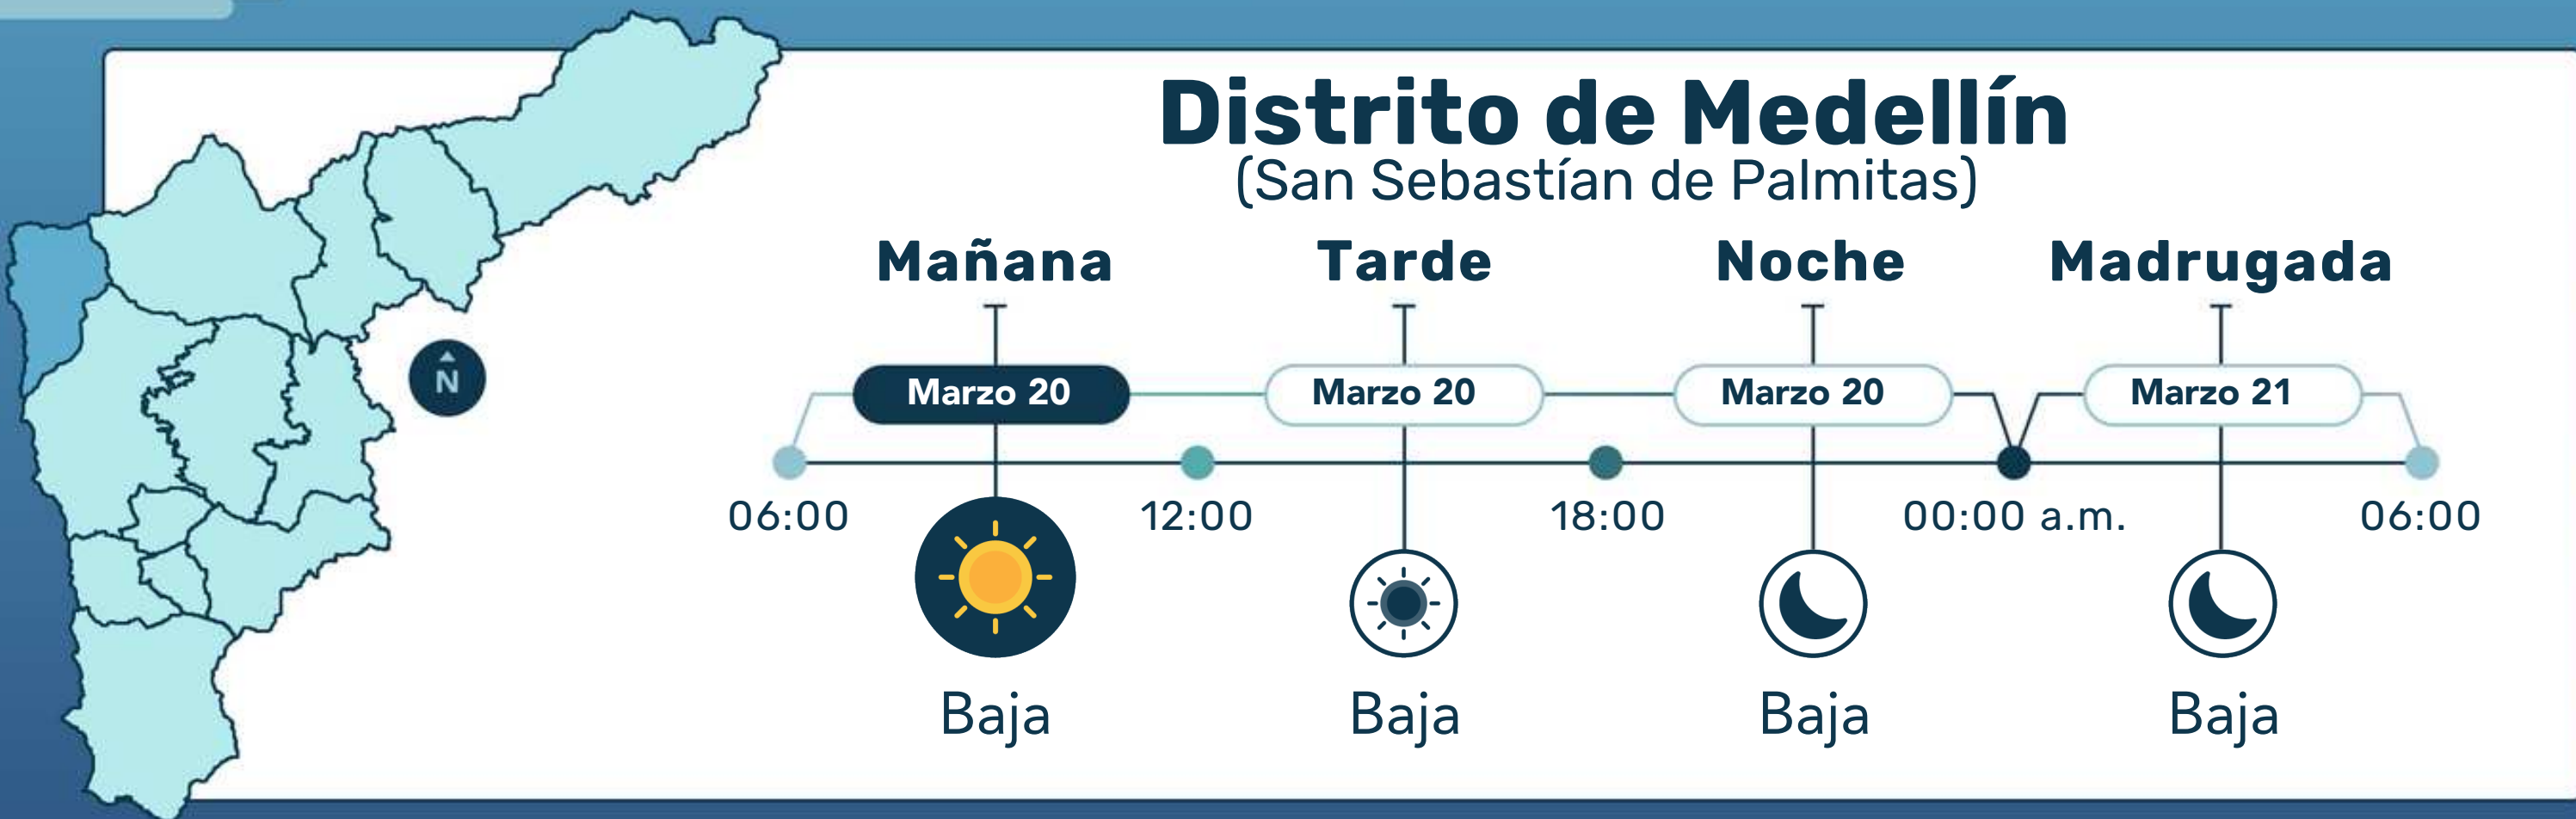 Distrito de Medellín
(San Sebastían de Palmitas)
Mañana Tarde Noche Madrugada
Marzo 20 Marzo 20 Marzo 20 Marzo 21
N
06:00 12:00 18:00 00:00 a.m. 06:00
Baja Baja Baja Baja